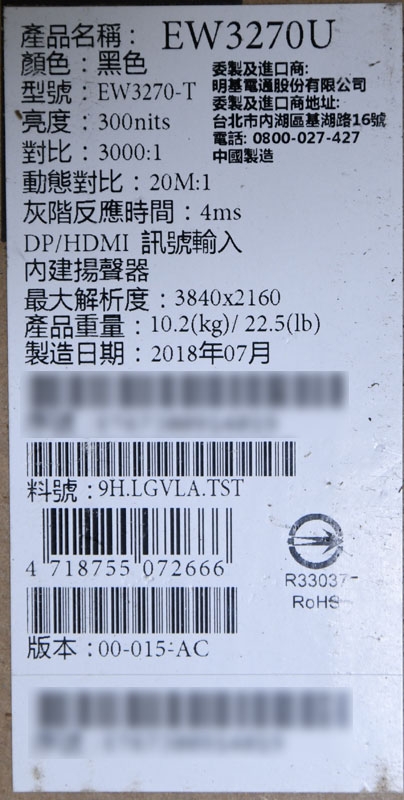 產品名稱： EW3270U
顏色：黑色
型號：EW3270-T
亮度：300nits
對比：3000:1
委製及進口商:
明基電通股份有限公司
委製及進口商地址:
台北市內湖區基湖路16號
電話: 0800-027-427
中國製造
動態對比：20M:1
灰階反應時間：4ms
DP/HDMI 訊號輸入
內建揚聲器
最大解析度：3840x2160
產品重量：10.2(kg)/ 22.5(lb)
製造日期：2018年07月
料號：9H.LGVLA.TST
4 718755 072666
R33037
RoHS
版本：00-015-AC